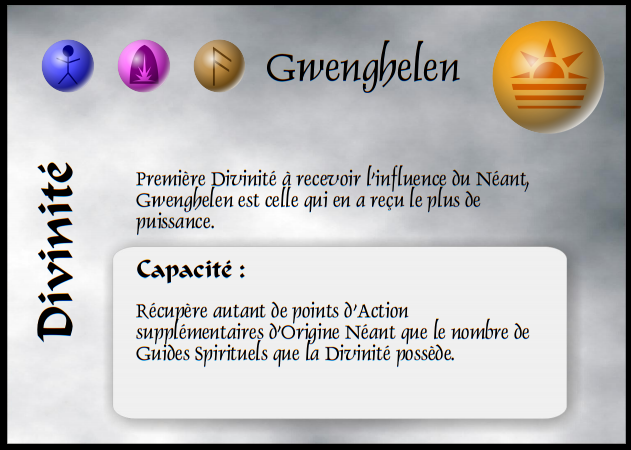 Gwenghelen
Divinité
Première Divinité à recevoir l'influence du Néant,
Gwenghelen est celle qui en a reçu le plus de
puissance.
Capacité :
Récupère autant de points d'Action
supplémentaires d'Origine Néant que le nombre de
Guides Spirituels que la Divinité possède.